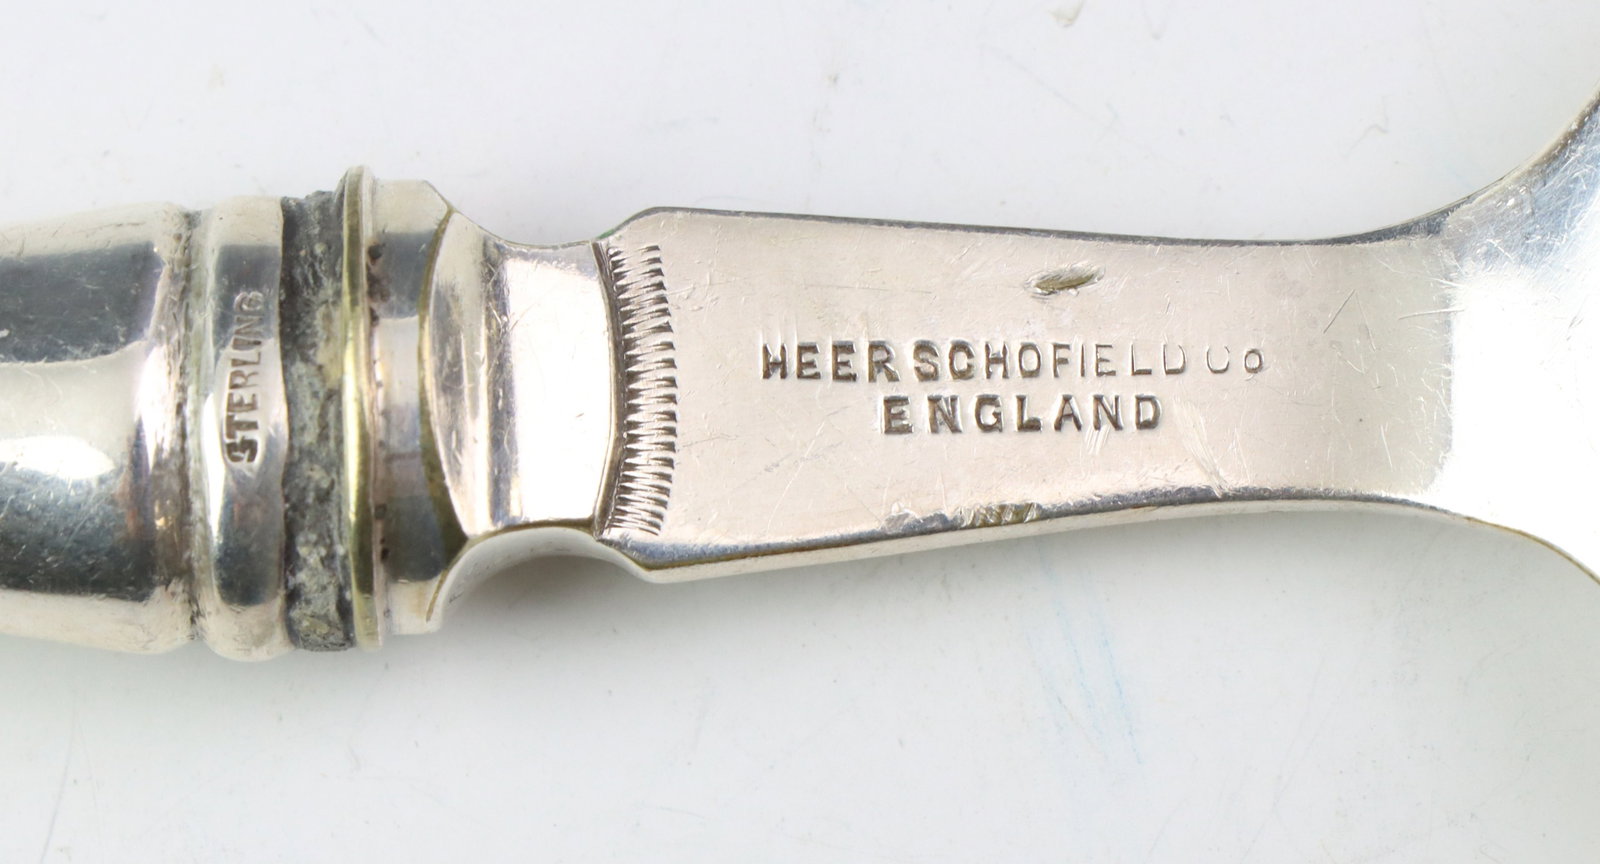 STERLING
HEER SCHOFIELD Co
ENGLAND